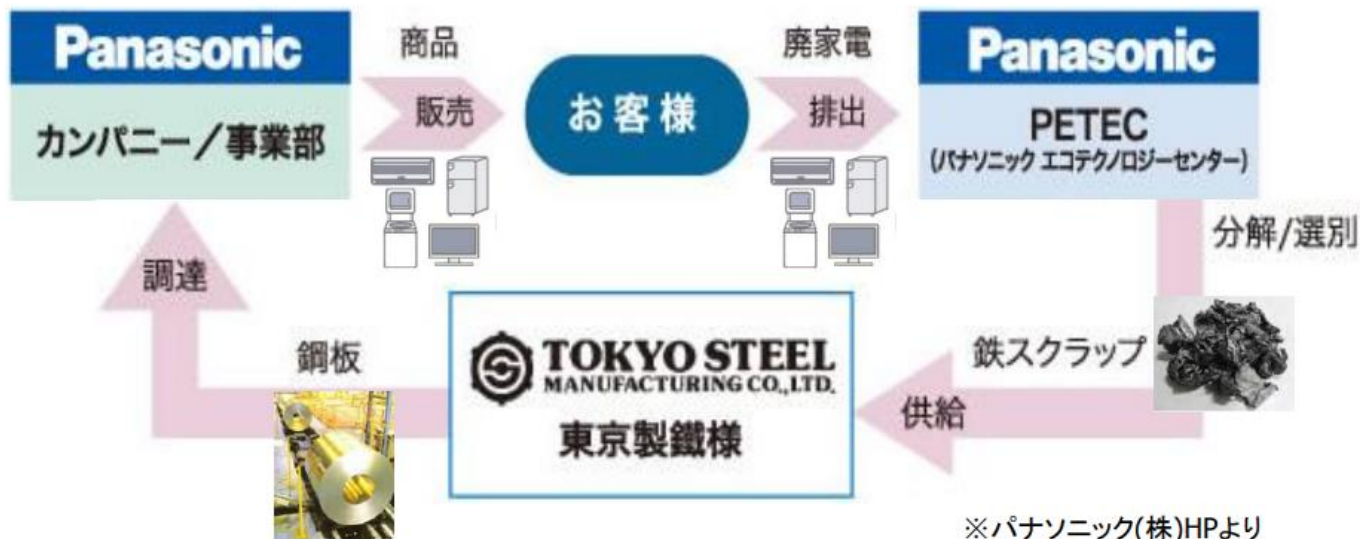 Panasonic
カンパニー／事業部
商品
販売
お客様
廃家電
排出
Panasonic
PETEC
(パナソニック エコテクノロジーセンター)
分解/選別
鉄スクラップ
供給
TOKYO STEEL
MANUFACTURING CO.,LTD.
東京製鐵様
鋼板
調達
※パナソニック(株)HPより